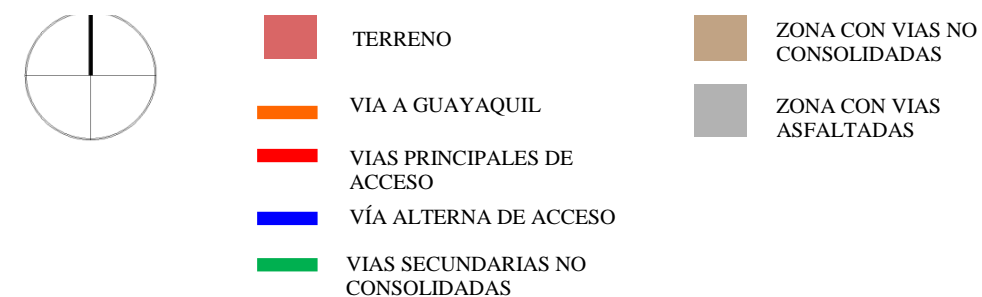 TERRENO
VIA A GUAYAQUIL
VIAS PRINCIPALES DE
ACCESO
VÍA ALTERNA DE ACCESO
VIAS SECUNDARIAS NO
CONSOLIDADAS
ZONA CON VIAS NO
CONSOLIDADAS
ZONA CON VIAS
ASFALTADAS